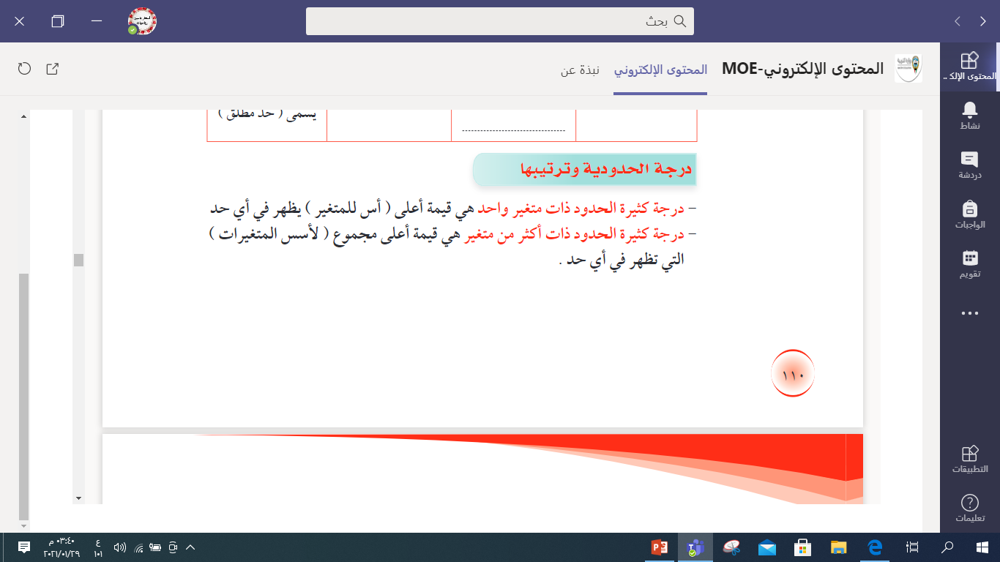 بحث
المحتوى الإلكتروني-MOE
المحتوى الإلكتروني
نبذة عن
المحتوى الإلكـ ..
نشاط
دردشة
الواجبات
تقويم
التطبيقات
تعليمات
يسمى ( حد مطلق )
درجة الحدودية وترتيبها
– درجة كثيرة الحدود ذات متغير واحد هي قيمة أعلى ( أس للمتغير ) يظهر في أي حد
– درجة كثيرة الحدود ذات أكثر من متغير هي قيمة أعلى مجموع ( لأسس المتغيرات )
التي تظهر في أي حد .
١١٠
٠٣:٤٠ م
٢٠٢١/٠١/٢٩
ع
١٠١